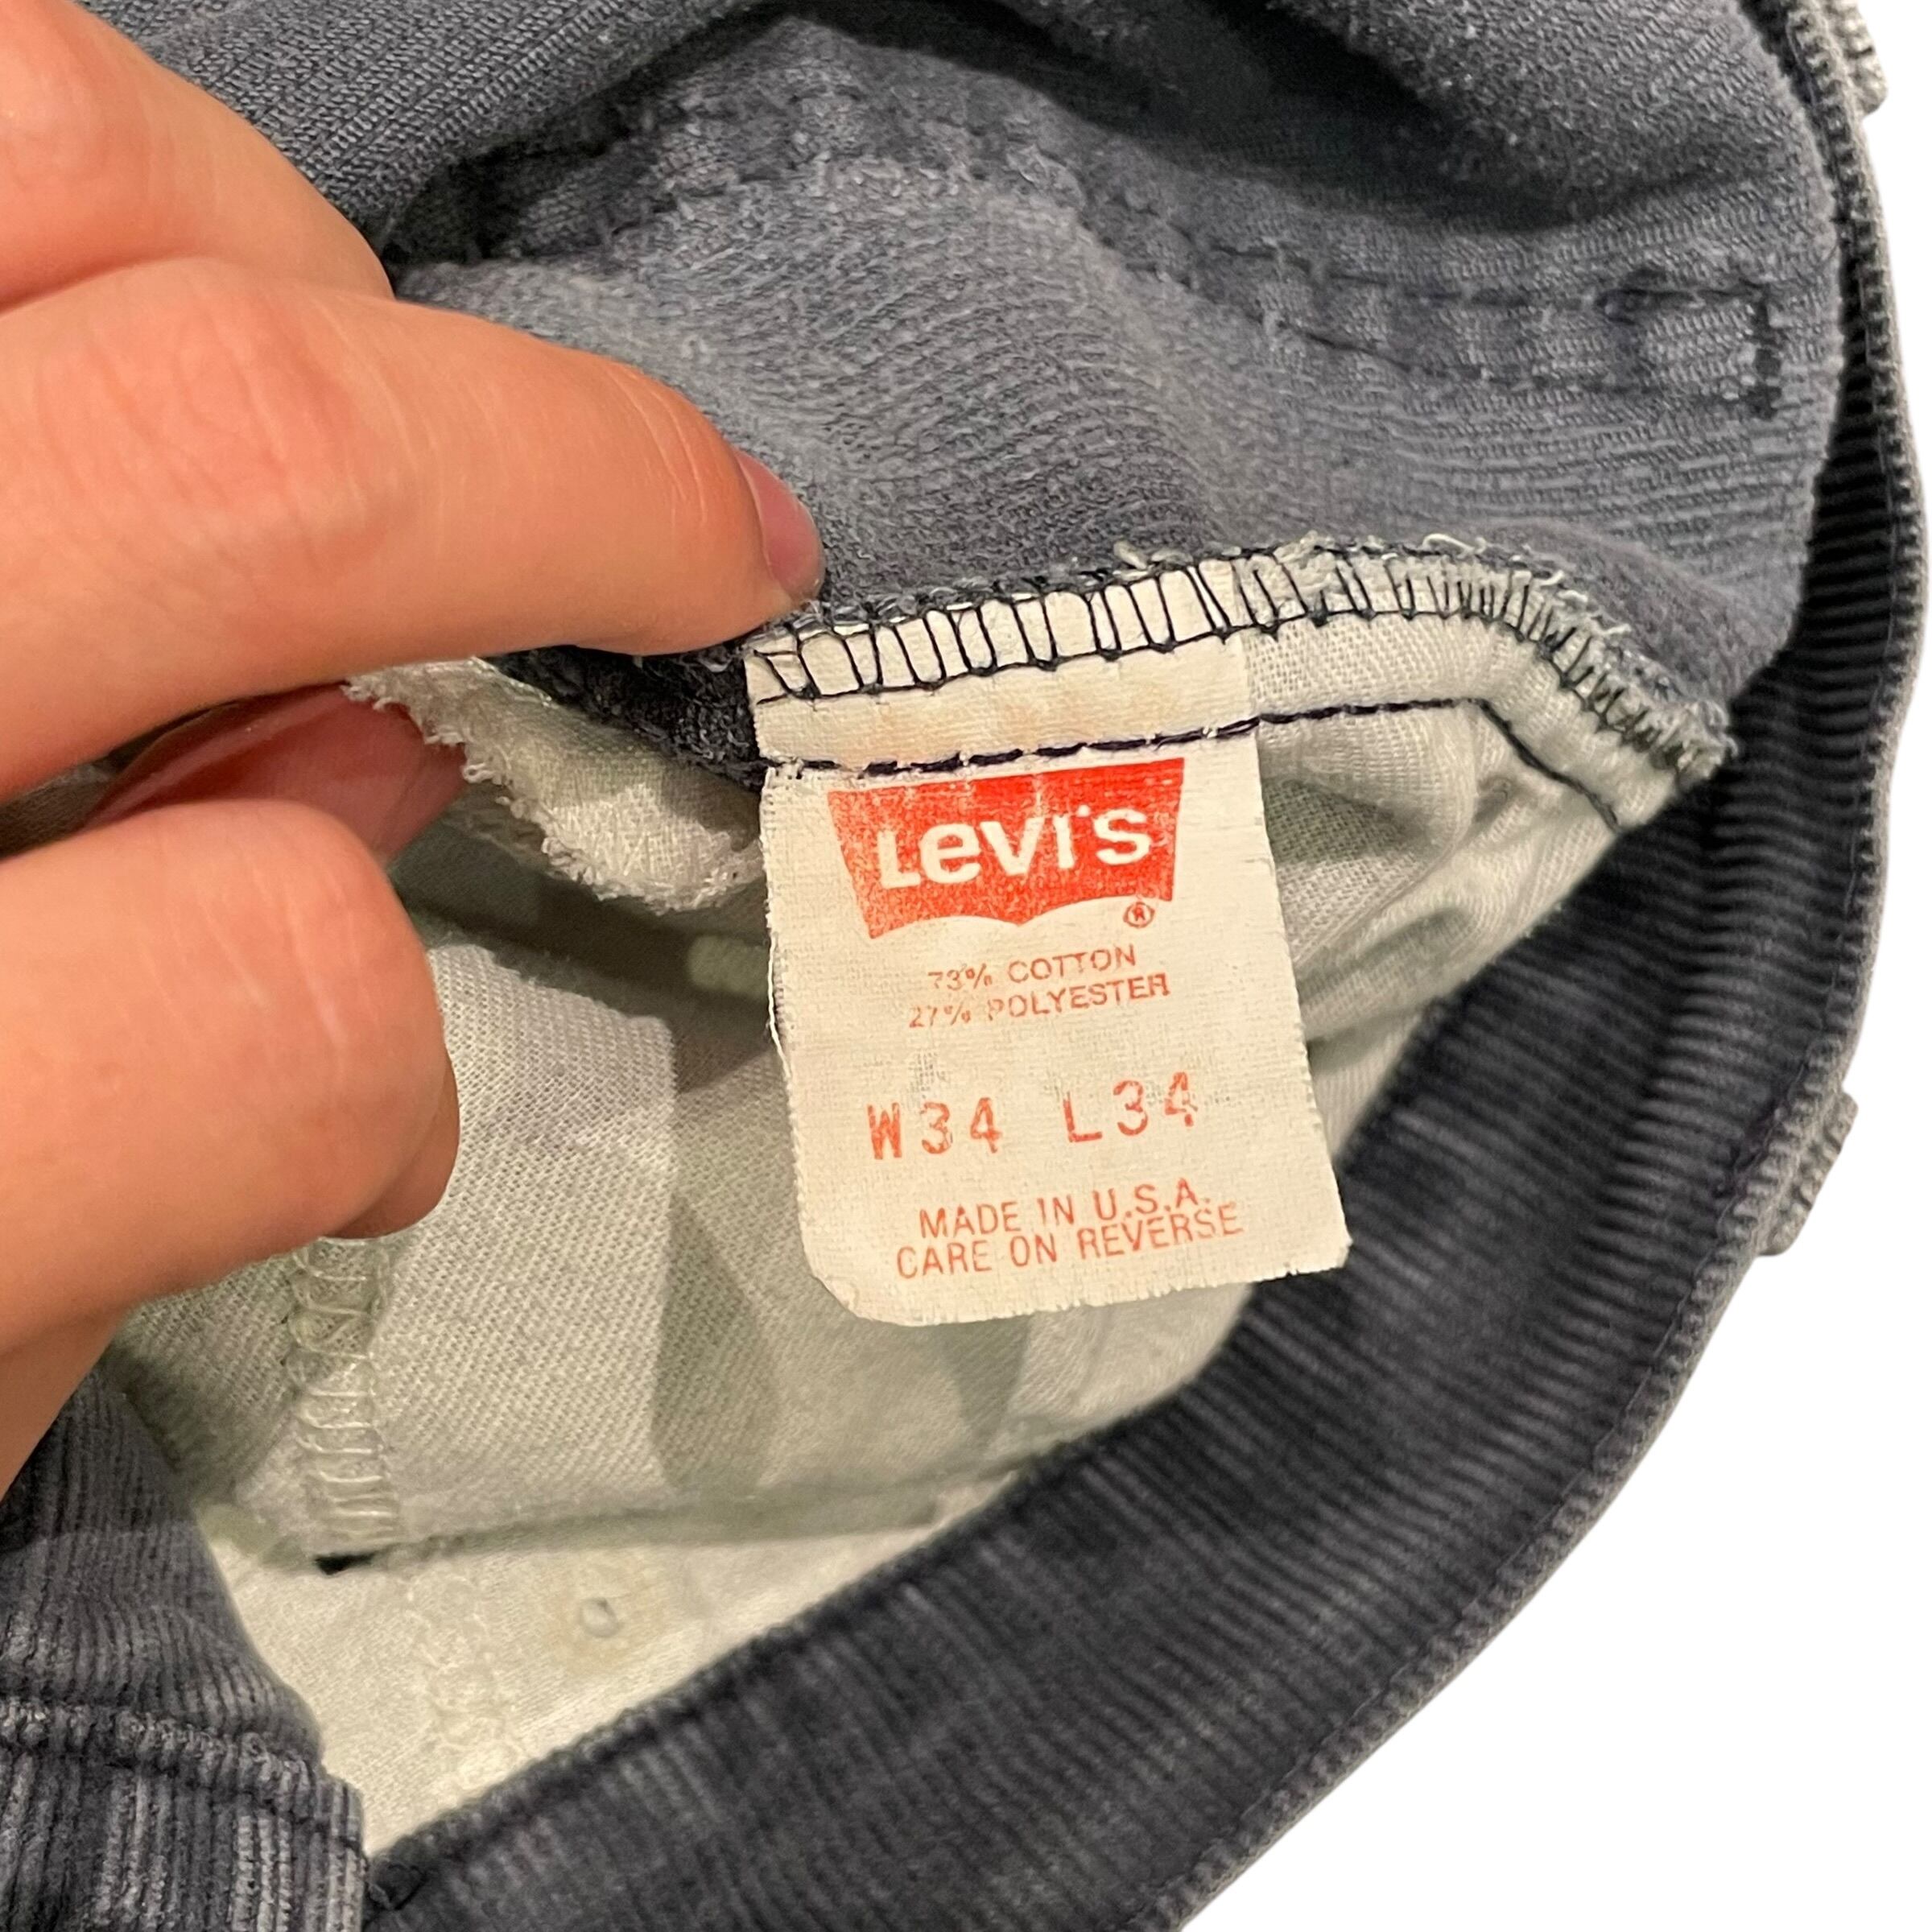 Levi's
®
73% COTTON
27% POLYESTER
W34 L34
MADE IN U.S.A.
CARE ON REVERSE